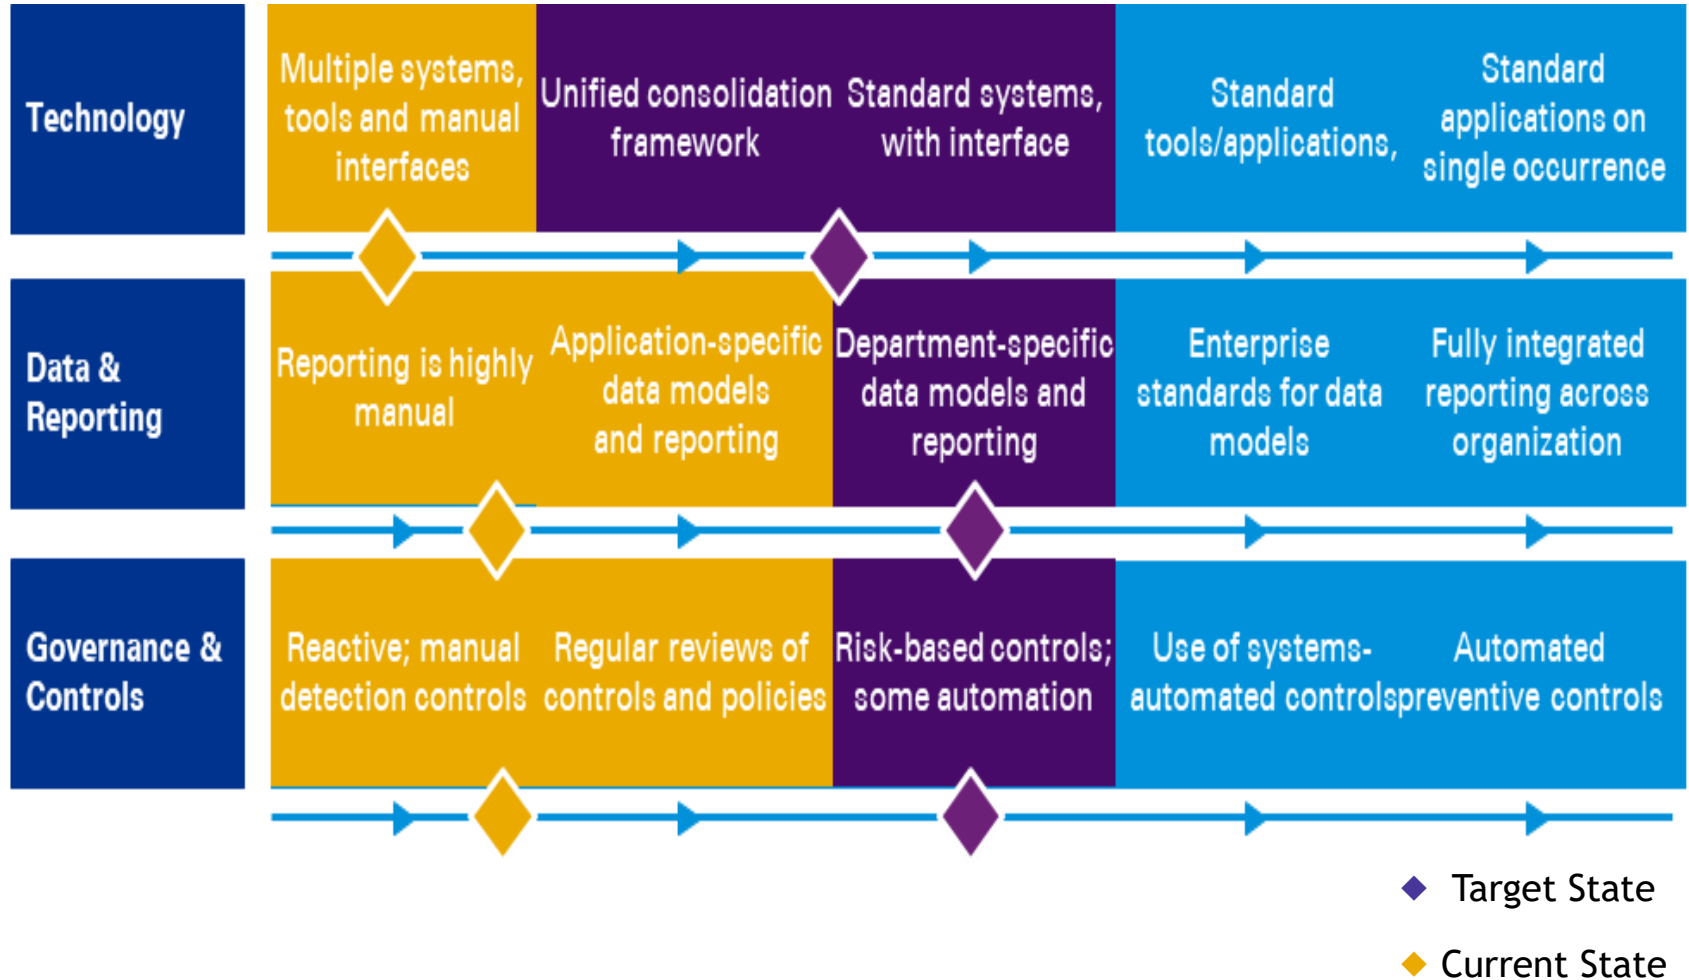 Technology
Multiple systems,
tools and manual
interfaces
Unified consolidation
framework
Standard systems,
with interface
Standard
tools/applications,
Standard
applications on
single occurrence
Data &
Reporting
Reporting is highly
manual
Application-specific
data models
and reporting
Department-specific
data models and
reporting
Enterprise
standards for data
models
Fully integrated
reporting across
organization
Governance &
Controls
Reactive; manual
detection controls
Regular reviews of
controls and policies
Risk-based controls;
some automation
Use of systems-
automated controls
Automated
preventive controls
Target State
Current State